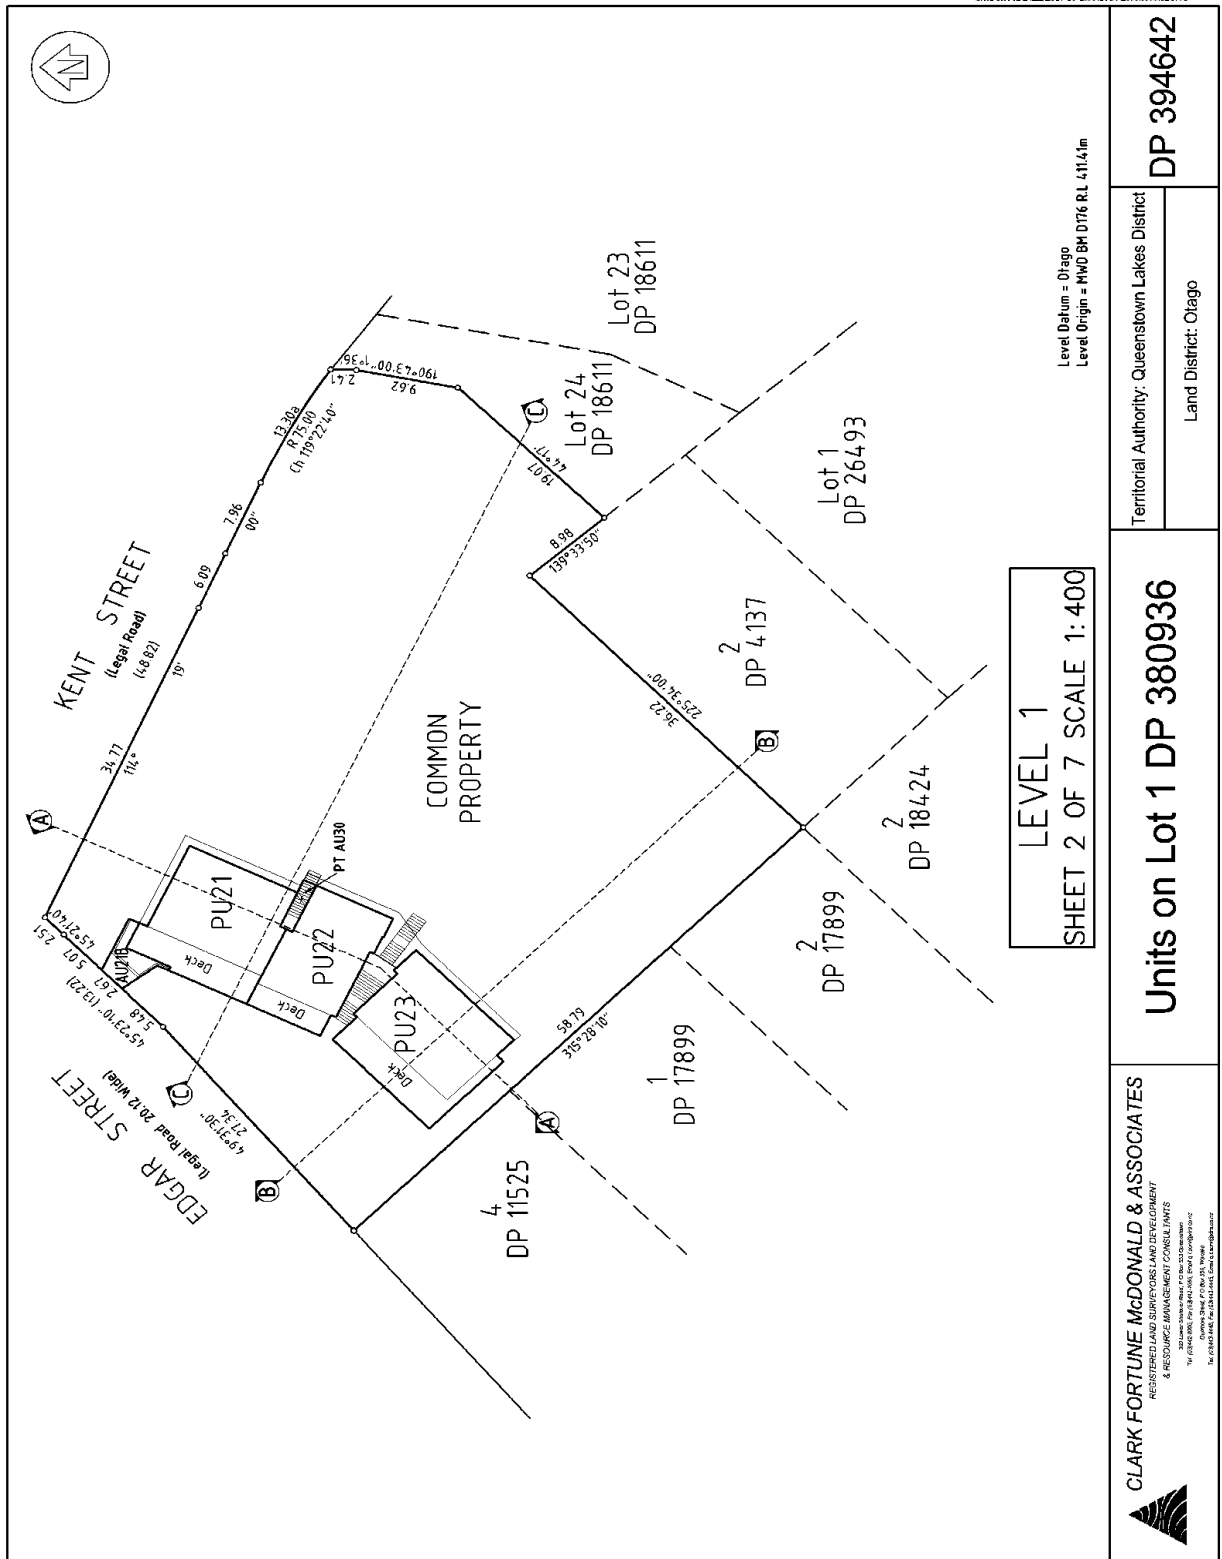 N
KENT STREET
(Legal Road)
(48.82)
EDGAR STREET
(Legal Road 20.12 Wide)
A
B
C
A
B
C
2.51
45°21'40"
5.07
2.67
5.48
45°23'10" (13.22)
49°31'30"
27.34
34.77
114°
19'
6.09
7.96
00"
13.30a
R 75.00
Ch 119°22'40"
2.41
1°36'
9.62
190°43'00"
44°17'
19.07
8.98
139°33'50"
225°34'00"
36.22
58.79
315°28'10"
AU21B
PU21
PU22
PU23
Deck
Deck
Deck
PT AU30
COMMON
PROPERTY
Lot 23
DP 18611
Lot 24
DP 18611
Lot 1
DP 26493
2
DP 4137
2
DP 18424
2
DP 17899
1
DP 17899
4
DP 11525
Level Datum = Otago
Level Origin = MWD BM D176 R.L 411.41m
LEVEL 1
SHEET 2 OF 7 SCALE 1:400
CLARK FORTUNE McDONALD & ASSOCIATES
REGISTERED LAND SURVEYORS LAND DEVELOPMENT
& RESOURCE MANAGEMENT CONSULTANTS
Units on Lot 1 DP 380936
Territorial Authority: Queenstown Lakes District
Land District: Otago
DP 394642